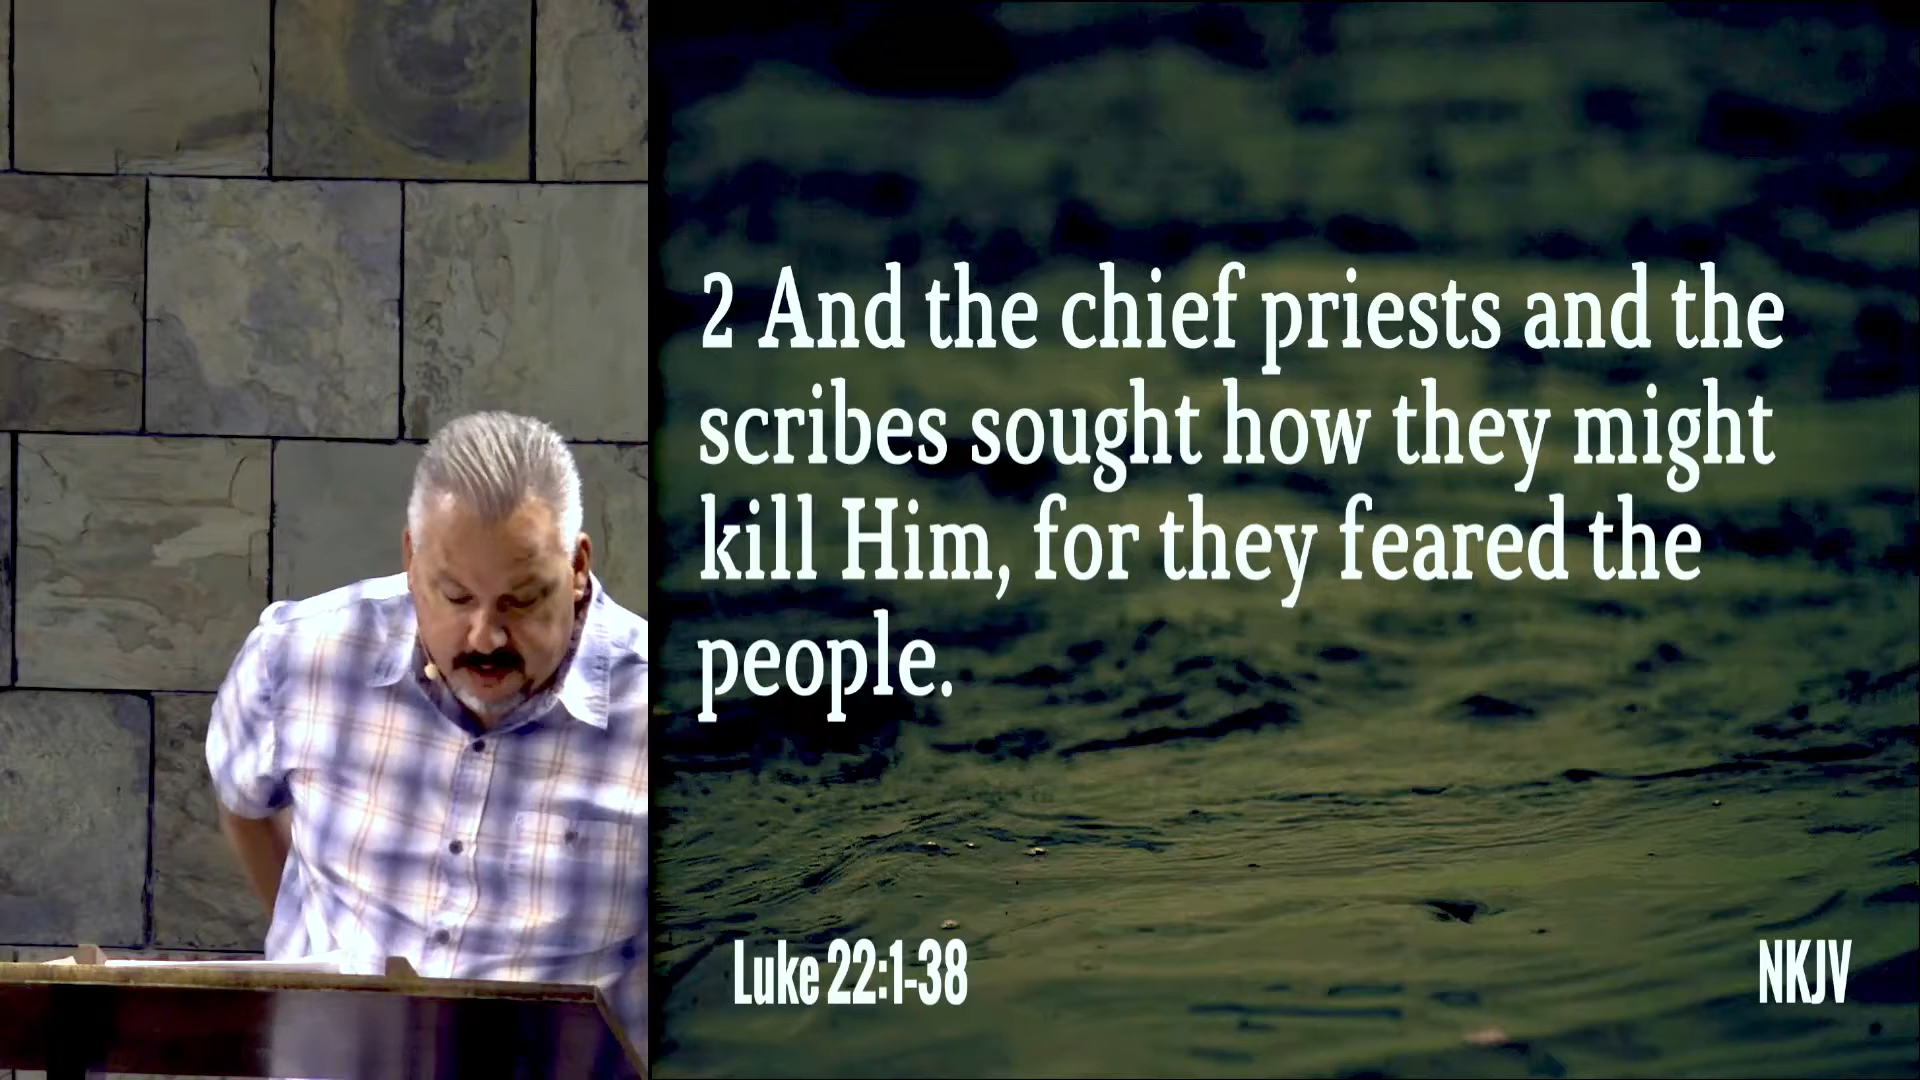 2 And the chief priests and the
scribes sought how they might
kill Him, for they feared the
people.
Luke 22:1-38
NKJV